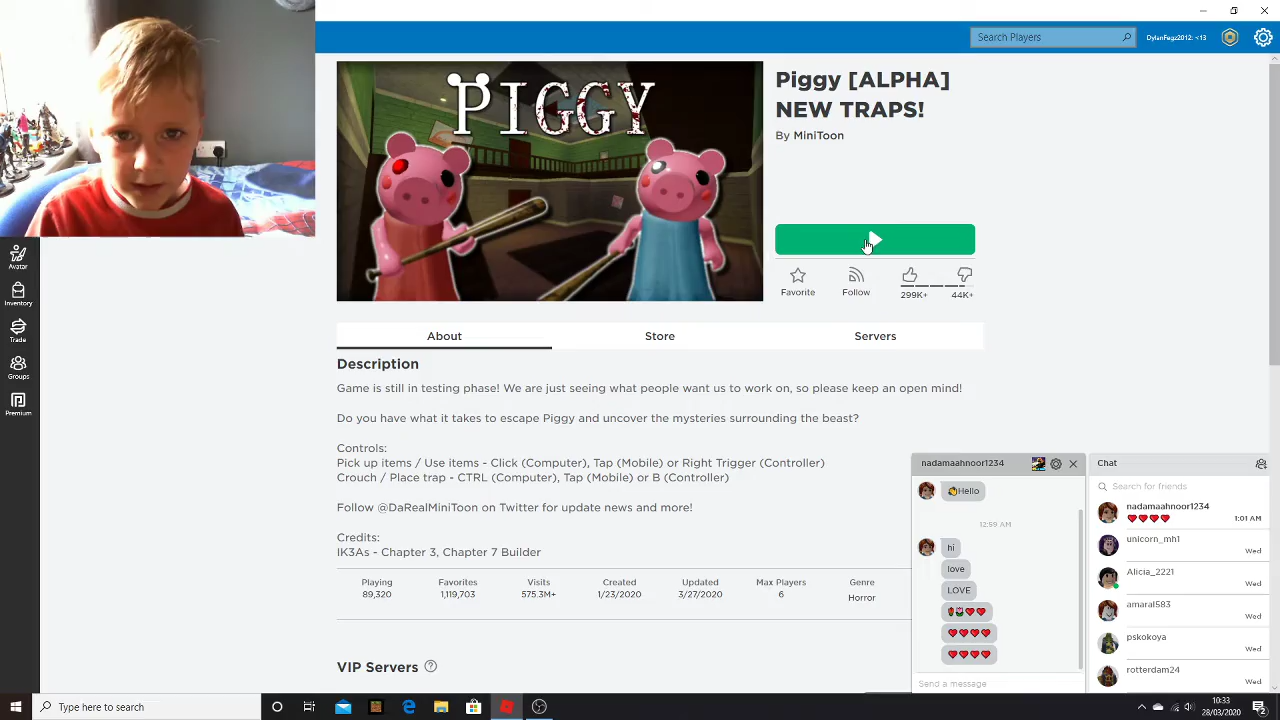 Search Players
DylanFagz2012: <13
PIGGY
Piggy [ALPHA]
NEW TRAPS!
By MiniToon
Favorite
Follow
299K+
44K+
Avatar
Inventory
Trade
Groups
Premium
About
Store
Servers
Description
Game is still in testing phase! We are just seeing what people want us to work on, so please keep an open mind!
Do you have what it takes to escape Piggy and uncover the mysteries surrounding the beast?
Controls:
Pick up items / Use items - Click (Computer), Tap (Mobile) or Right Trigger (Controller)
Crouch / Place trap - CTRL (Computer), Tap (Mobile) or B (Controller)
Follow @DaRealMiniToon on Twitter for update news and more!
Credits:
IK3As - Chapter 3, Chapter 7 Builder
Playing
Favorites
Visits
Created
Updated
Max Players
Genre
89,320
1,119,703
575.3M+
1/23/2020
3/27/2020
6
Horror
VIP Servers
nadamaahnoor1234
👋Hello
12:59 AM
hi
love
LOVE
🌹🌷❤❤
❤❤❤❤
❤❤❤❤
Send a message
Chat
Search for friends
nadamaahnoor1234
❤❤❤❤
1:01 AM
unicorn_mh1
Wed
Alicia_2221
Wed
amaral583
Wed
pskokoya
Wed
rotterdam24
Wed
Type here to search
10:33
28/03/2020